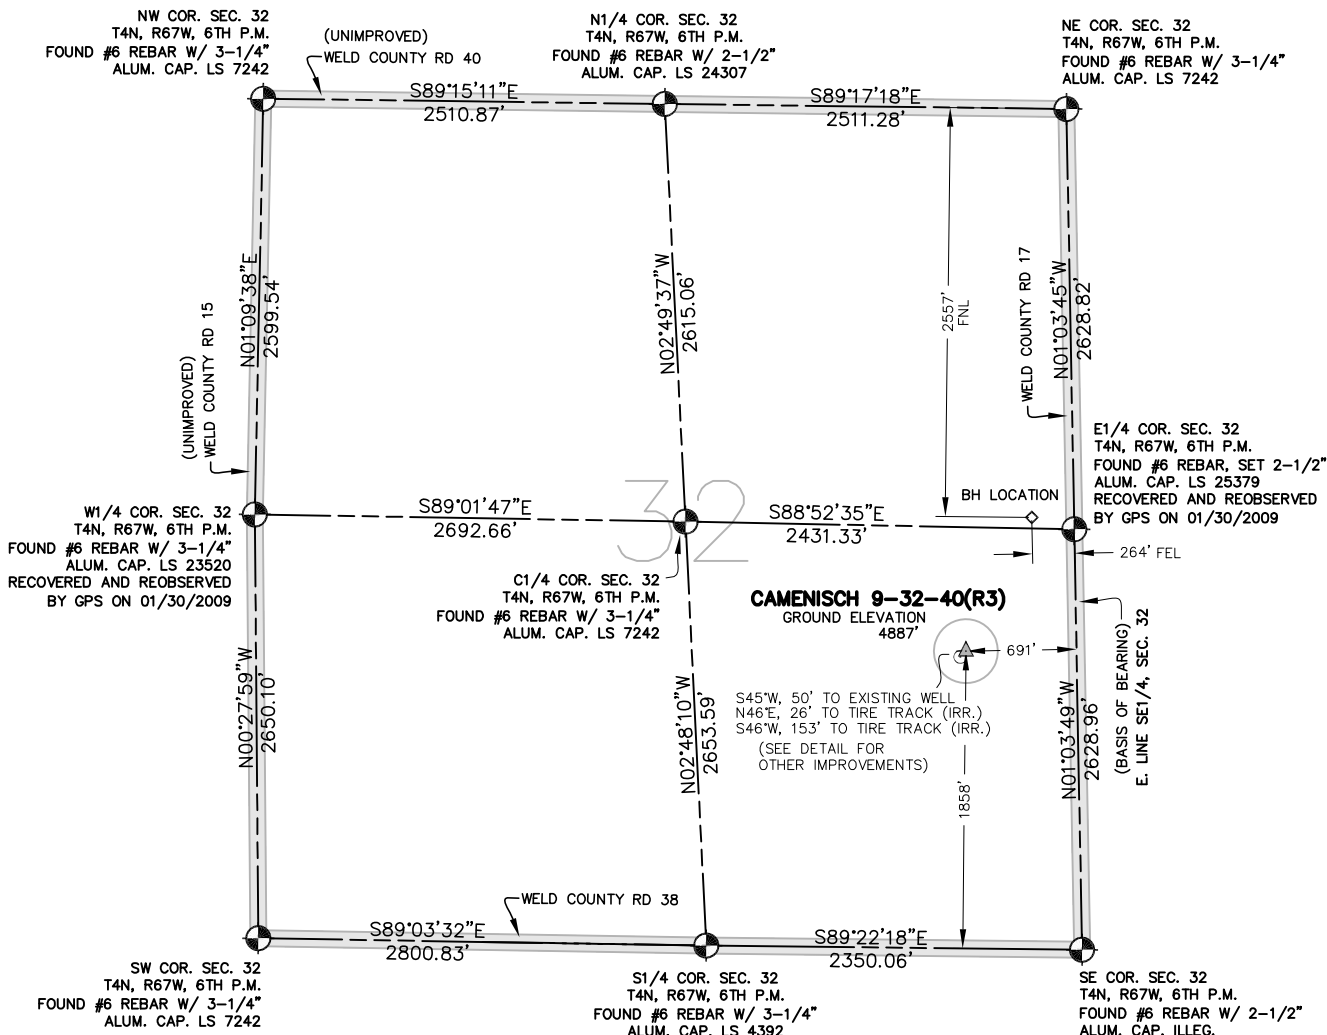 NW COR. SEC. 32
T4N, R67W, 6TH P.M.
FOUND #6 REBAR W/ 3-1/4"
ALUM. CAP. LS 7242
(UNIMPROVED)
WELD COUNTY RD 40
N1/4 COR. SEC. 32
T4N, R67W, 6TH P.M.
FOUND #6 REBAR W/ 2-1/2"
ALUM. CAP. LS 24307
NE COR. SEC. 32
T4N, R67W, 6TH P.M.
FOUND #6 REBAR W/ 3-1/4"
ALUM. CAP. LS 7242
S89°15'11"E
2510.87'
S89°17'18"E
2511.28'
N01°09'38"E
2599.54'
(UNIMPROVED)
WELD COUNTY RD 15
N02°49'37"W
2615.06'
2557'
FNL
WELD COUNTY RD 17
N01°03'45"W
2628.82'
E1/4 COR. SEC. 32
T4N, R67W, 6TH P.M.
FOUND #6 REBAR, SET 2-1/2"
ALUM. CAP. LS 25379
RECOVERED AND REOBSERVED
BY GPS ON 01/30/2009
W1/4 COR. SEC. 32
T4N, R67W, 6TH P.M.
FOUND #6 REBAR W/ 3-1/4"
ALUM. CAP. LS 23520
RECOVERED AND REOBSERVED
BY GPS ON 01/30/2009
S89°01'47"E
2692.66'
32
S88°52'35"E
2431.33'
BH LOCATION
264' FEL
C1/4 COR. SEC. 32
T4N, R67W, 6TH P.M.
FOUND #6 REBAR W/ 3-1/4"
ALUM. CAP. LS 7242
CAMENISCH 9-32-40(R3)
GROUND ELEVATION
4887'
691'
S45°W, 50' TO EXISTING WELL
N46°E, 26' TO TIRE TRACK (IRR.)
S46°W, 153' TO TIRE TRACK (IRR.)
(SEE DETAIL FOR
OTHER IMPROVEMENTS)
1858'
N00°27'59"W
2650.10'
N02°48'10"W
2653.59'
N01°03'49"W
2628.96'
(BASIS OF BEARING)
E. LINE SE1/4, SEC. 32
WELD COUNTY RD 38
S89°03'32"E
2800.83'
S89°22'18"E
2350.06'
SW COR. SEC. 32
T4N, R67W, 6TH P.M.
FOUND #6 REBAR W/ 3-1/4"
ALUM. CAP. LS 7242
S1/4 COR. SEC. 32
T4N, R67W, 6TH P.M.
FOUND #6 REBAR W/ 3-1/4"
ALUM. CAP. LS 4392
SE COR. SEC. 32
T4N, R67W, 6TH P.M.
FOUND #6 REBAR W/ 2-1/2"
ALUM. CAP. ILLEG.